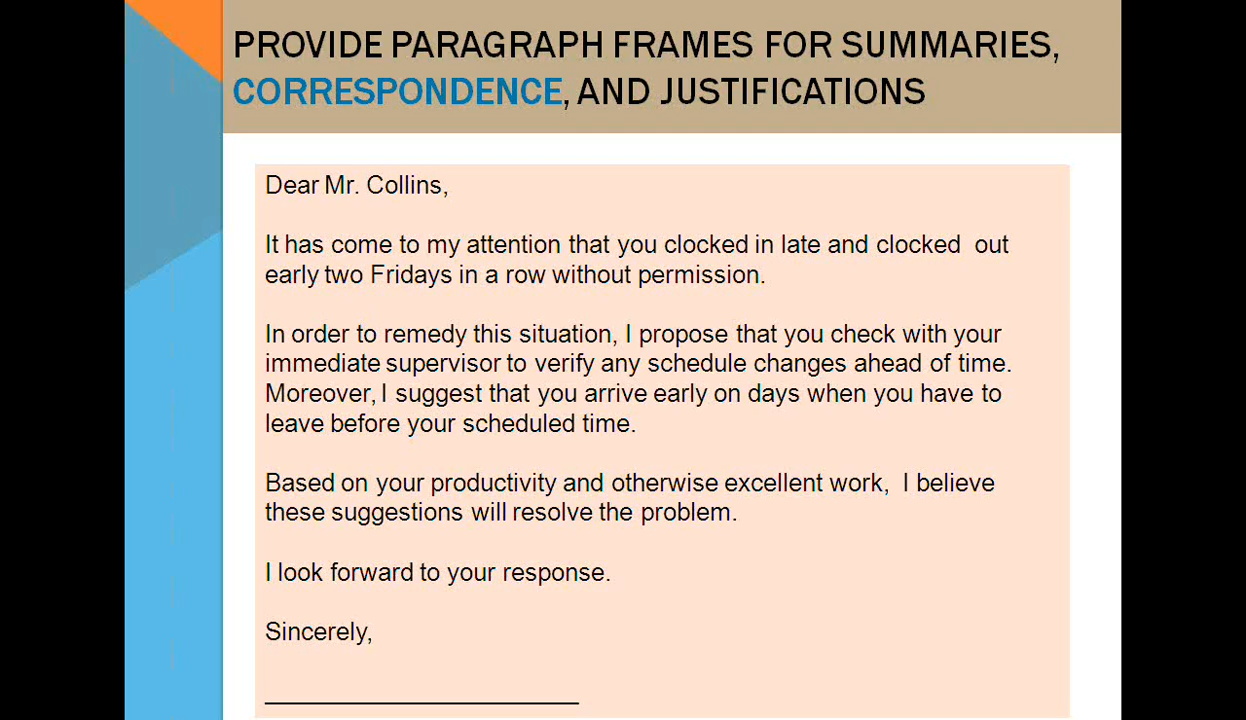 PROVIDE PARAGRAPH FRAMES FOR SUMMARIES,
CORRESPONDENCE, AND JUSTIFICATIONS
Dear Mr. Collins,
It has come to my attention that you clocked in late and clocked  out
early two Fridays in a row without permission.
In order to remedy this situation, I propose that you check with your
immediate supervisor to verify any schedule changes ahead of time.
Moreover, I suggest that you arrive early on days when you have to
leave before your scheduled time.
Based on your productivity and otherwise excellent work,  I believe
these suggestions will resolve the problem.
I look forward to your response.
Sincerely,